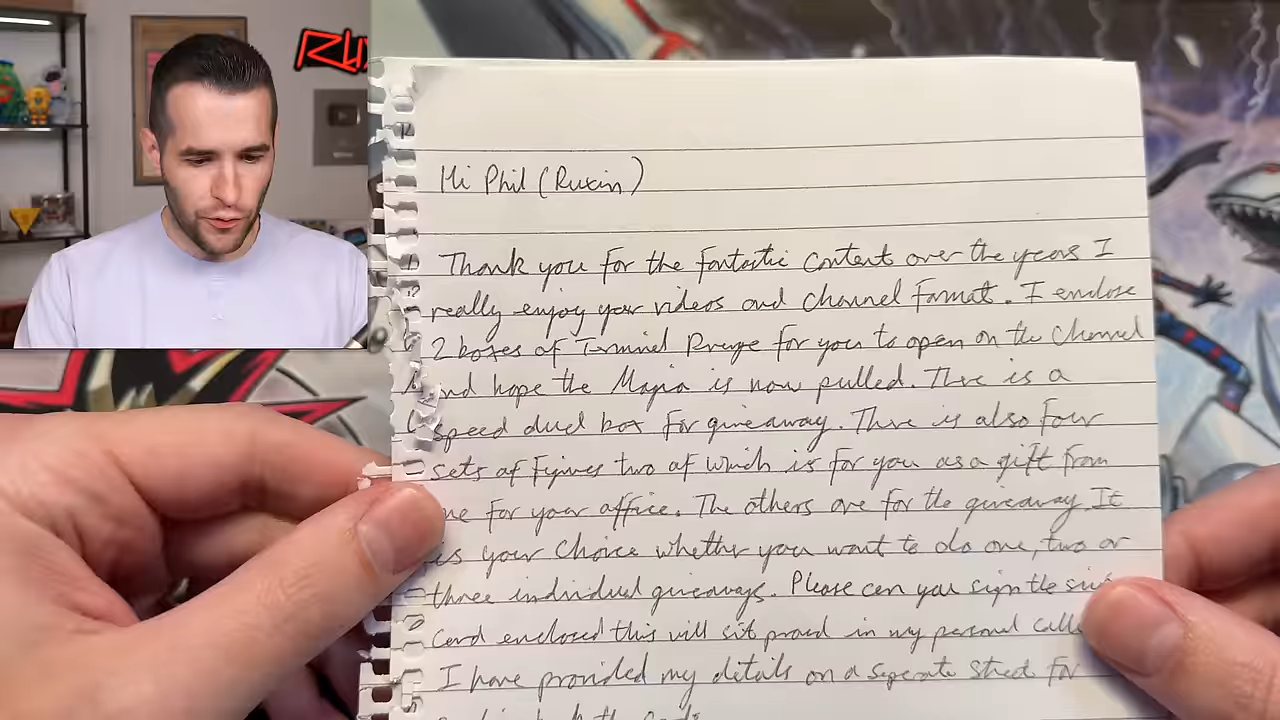 RUX
Hi Phil (Ruxin)
Thank you for the fantastic content over the years I
really enjoy your videos and channel format. I enclose
2 boxes of for you to open on the channel
and hope the is now pulled. There is a
speed duel box for giveaway. There is also four
sets of figures two of which is for you as a gift from
me for your office. The others are for the giveaway. It
is your choice whether you want to do one, two or
three individual giveaways. Please can you sign the
card enclosed this will sit proud in my personal
I have provided my details on a seperate sheet for